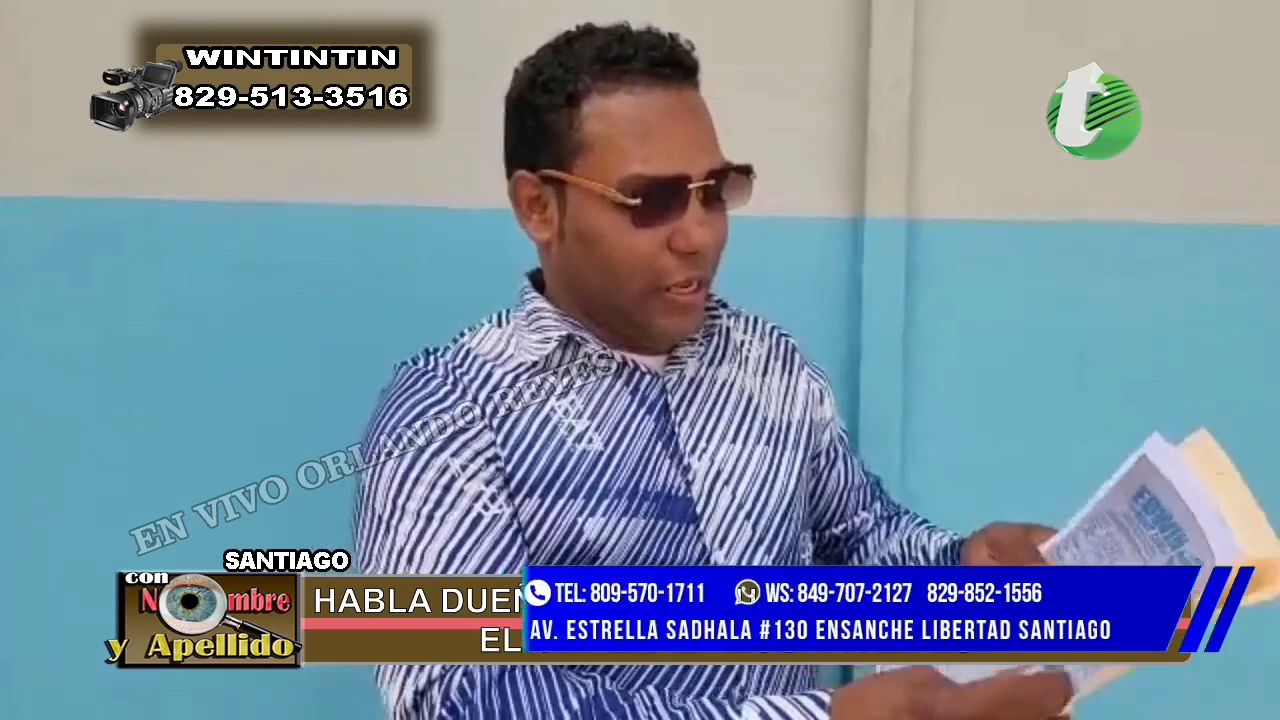 WINTINTIN
829-513-3516
t
EN VIVO ORLANDO REYES
SANTIAGO
con
Nombre
y Apellido
HABLA DUEÑ
EL
TEL: 809-570-1711 WS: 849-707-2127 829-852-1556
AV. ESTRELLA SADHALA #130 ENSANCHE LIBERTAD SANTIAGO